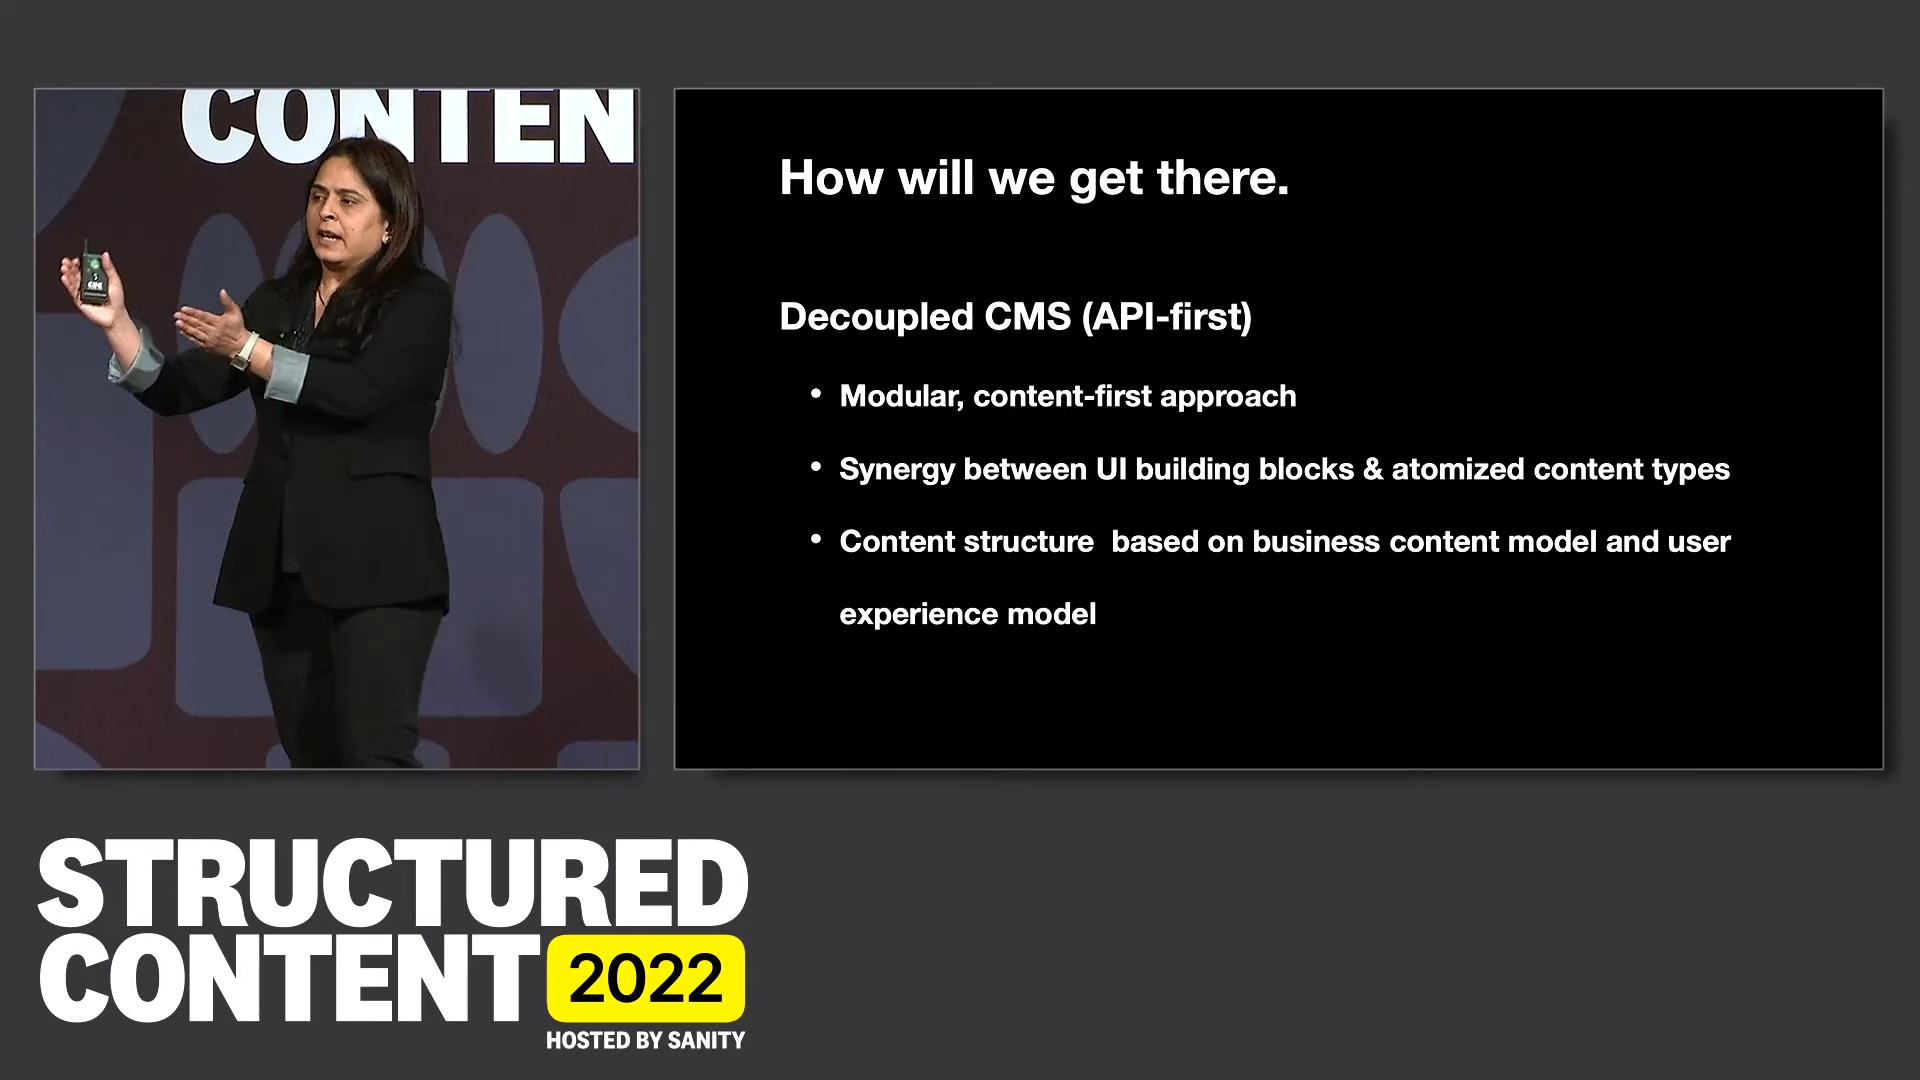 CONTEN
How will we get there.
Decoupled CMS (API-first)
• Modular, content-first approach
• Synergy between UI building blocks & atomized content types
• Content structure  based on business content model and user
experience model
STRUCTURED
CONTENT 2022
HOSTED BY SANITY